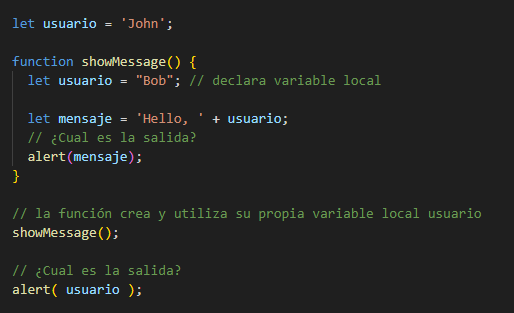 let usuario = 'John';
function showMessage() {
let usuario = "Bob"; // declara variable local
let mensaje = 'Hello, ' + usuario;
// ¿Cual es la salida?
alert(mensaje);
}
// la función crea y utiliza su propia variable local usuario
showMessage();
// ¿Cual es la salida?
alert( usuario );